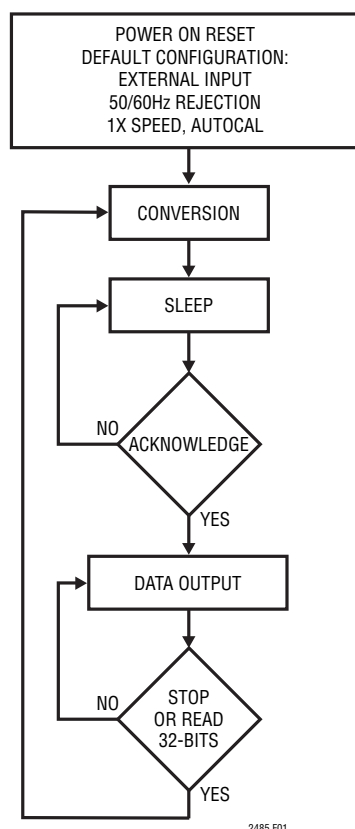 POWER ON RESET
DEFAULT CONFIGURATION:
EXTERNAL INPUT
50/60Hz REJECTION
1X SPEED, AUTOCAL
CONVERSION
SLEEP
NO
ACKNOWLEDGE
YES
DATA OUTPUT
NO
STOP
OR READ
32-BITS
YES
2485 F01